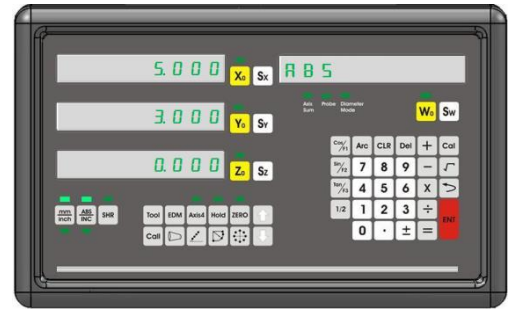 5.000 X₀ Sx ABS
Axis Sum Probe Diameter Mode
3.000 Y₀ Sy W₀ Sw
0.000 Z₀ Sz
Cos/F1 Arc CLR Del + Cal
Sin/F2 7 8 9 - √
Tan/F3 4 5 6 X
1/2 1 2 3 ÷ ENT
0 · ± =
mm inch ABS INC SHR Tool EDM Axis4 Hold ZERO
Call